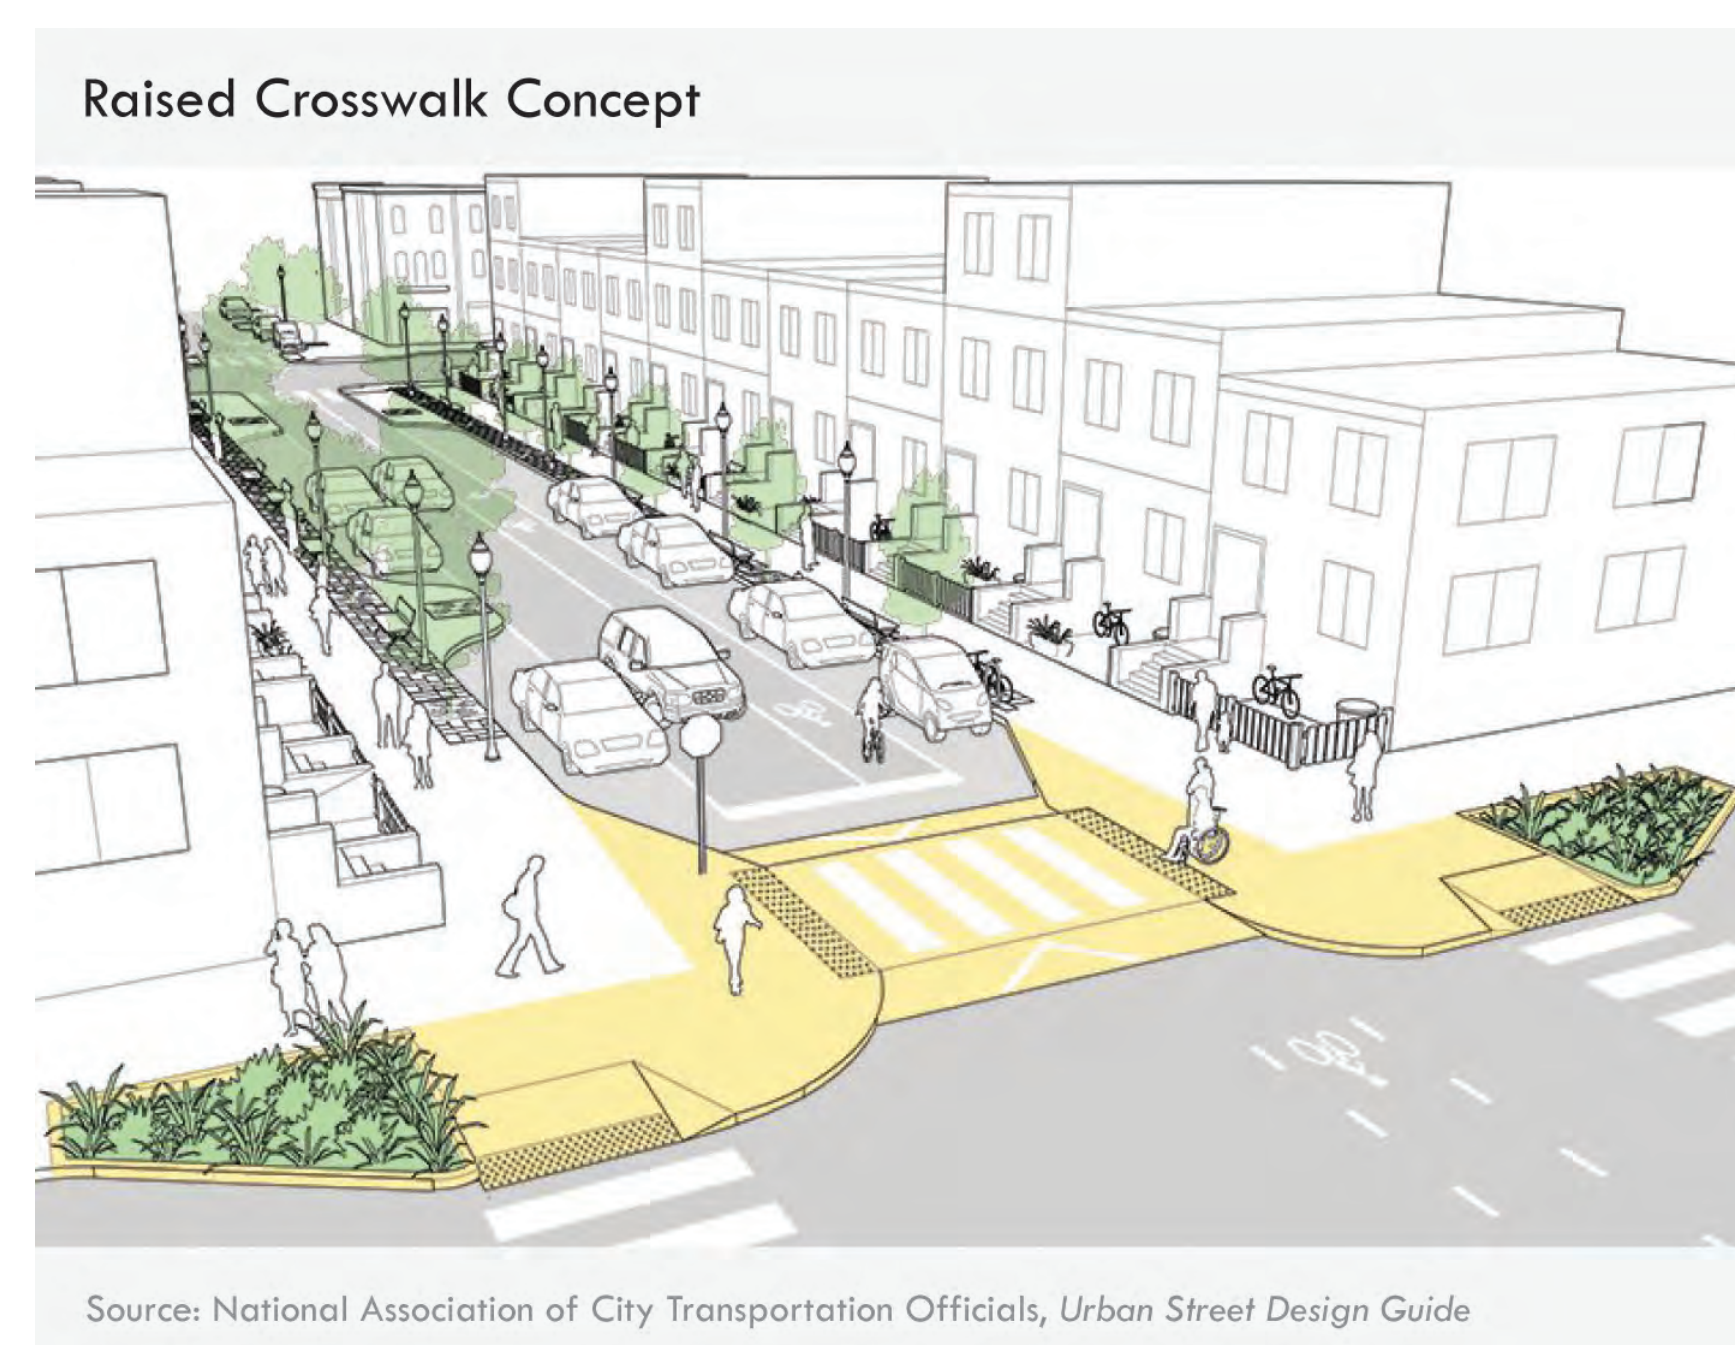 Raised Crosswalk Concept
Source: National Association of City Transportation Officials, Urban Street Design Guide